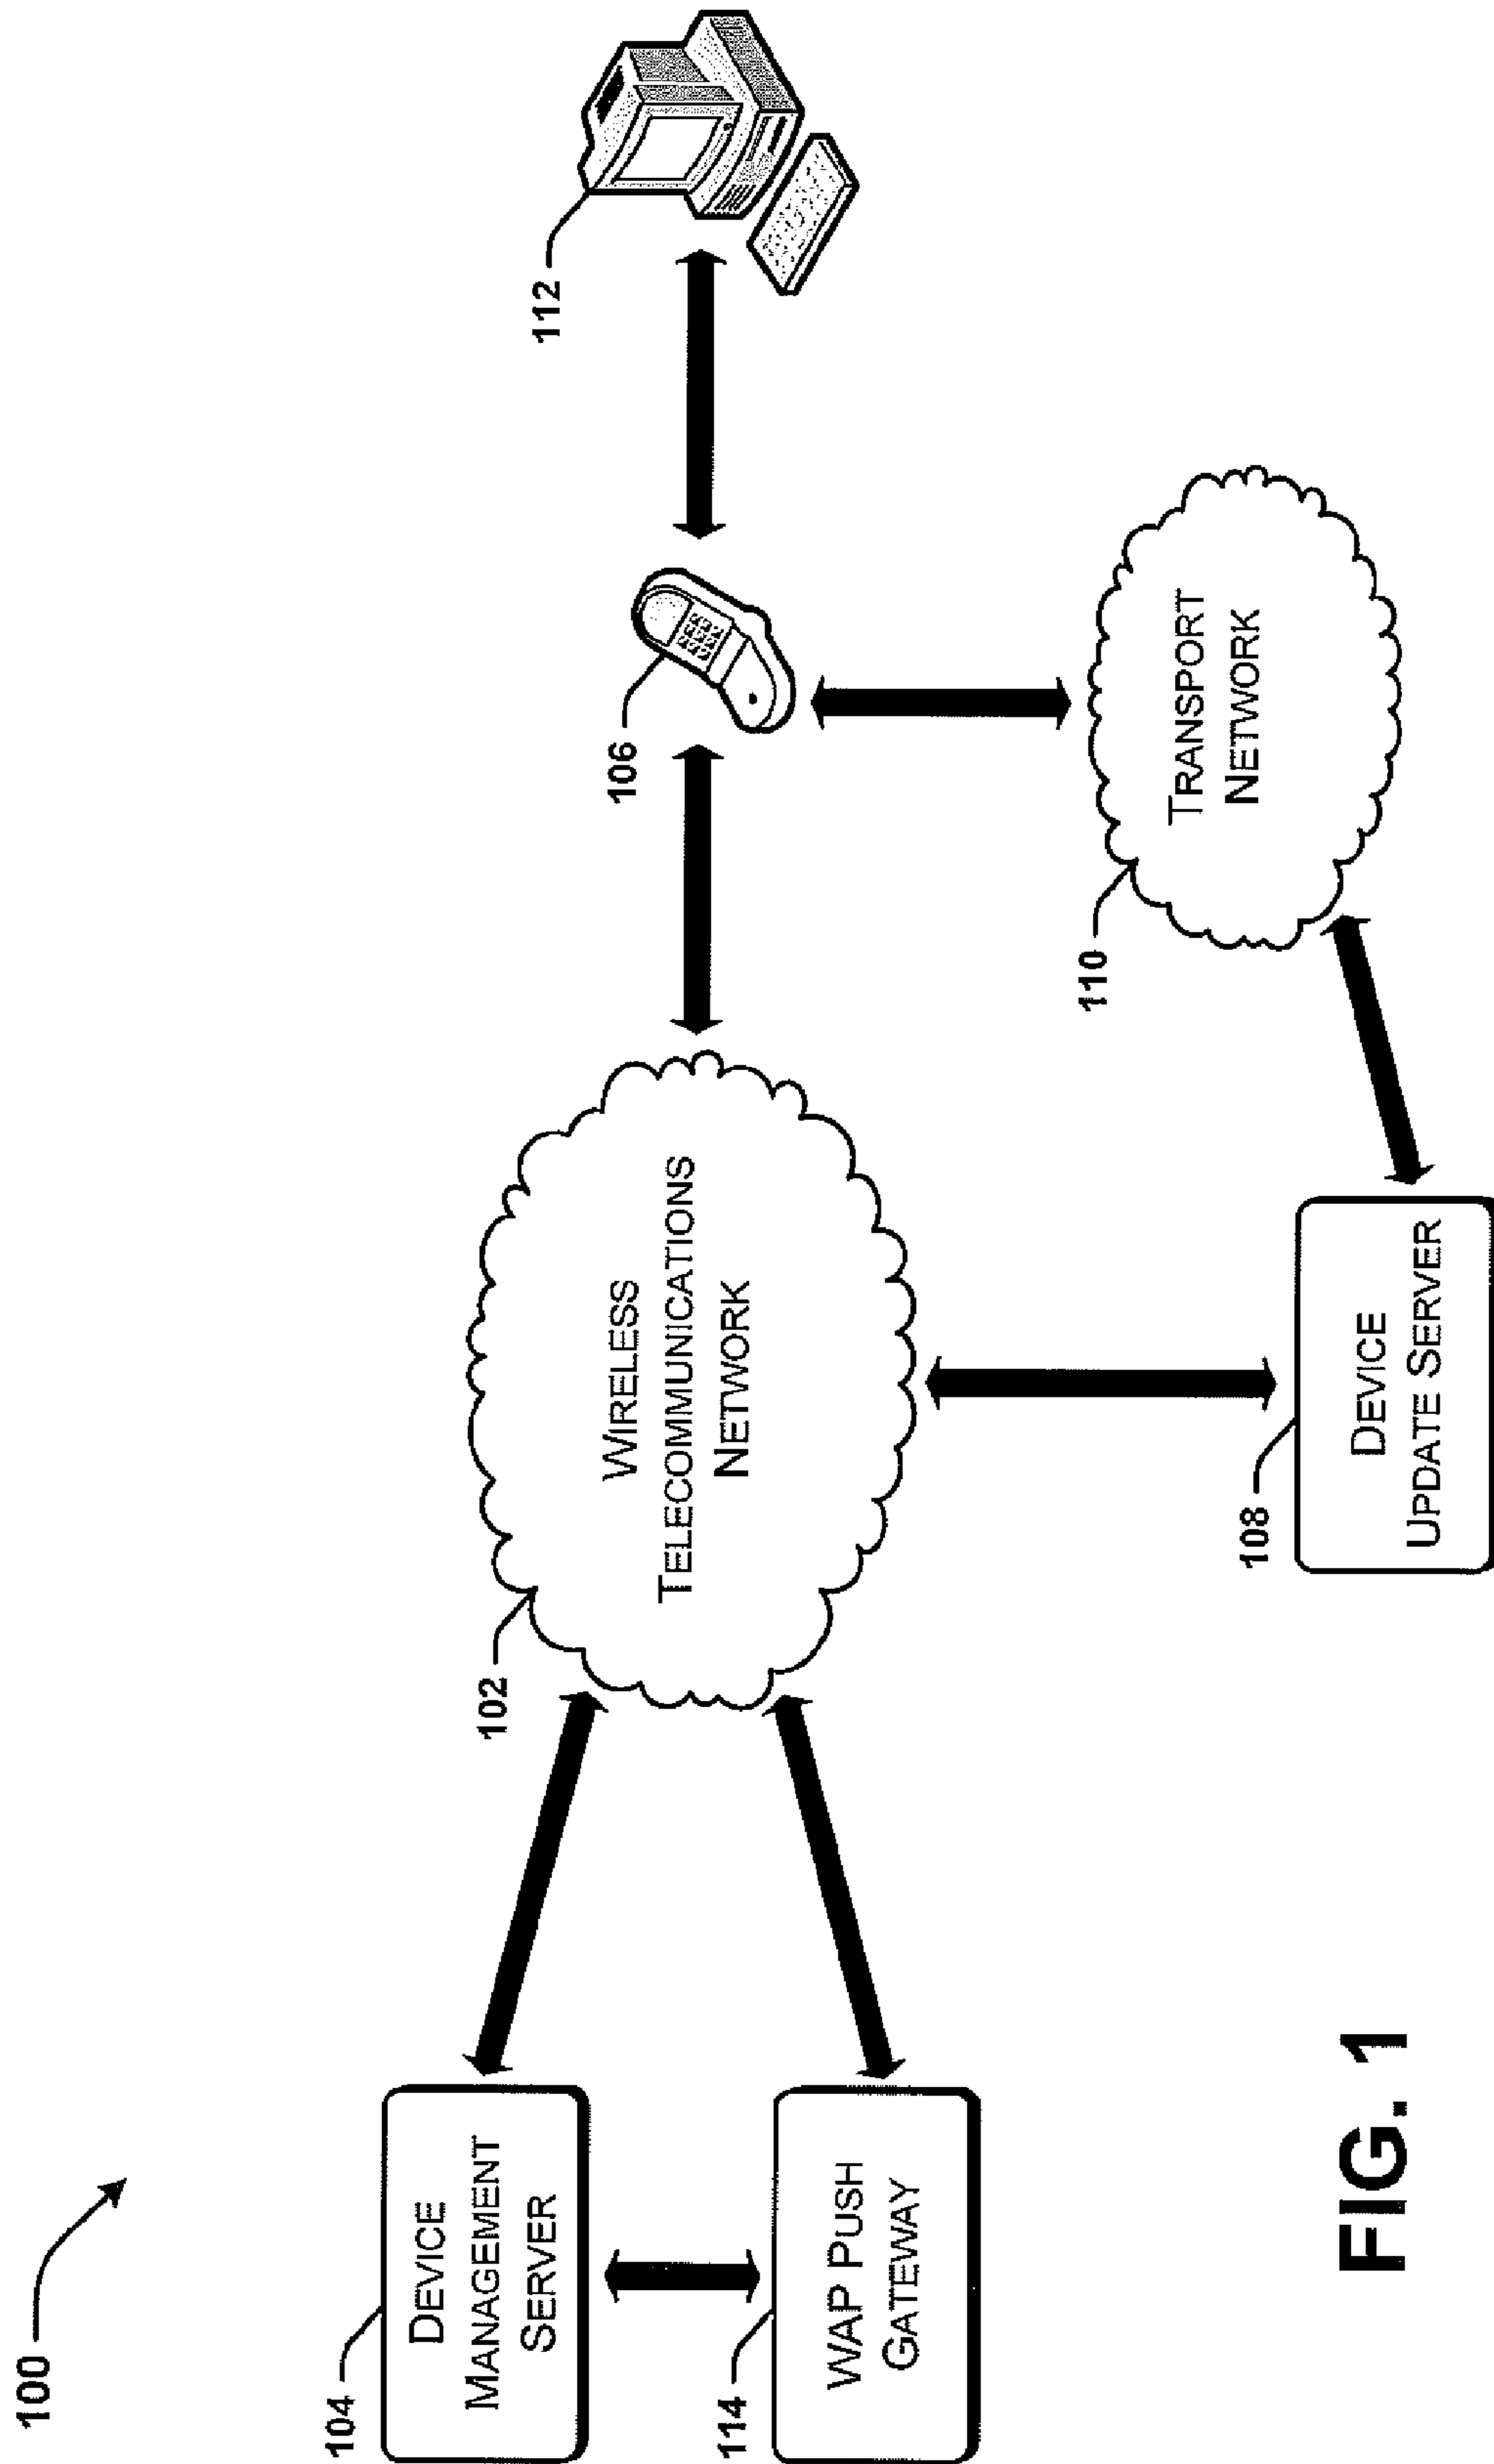 100
112
104
DEVICE
MANAGEMENT
SERVER
102
WIRELESS
TELECOMMUNICATIONS
NETWORK
106
114
WAP PUSH
GATEWAY
110
TRANSPORT
NETWORK
108
DEVICE
UPDATE SERVER
FIG. 1